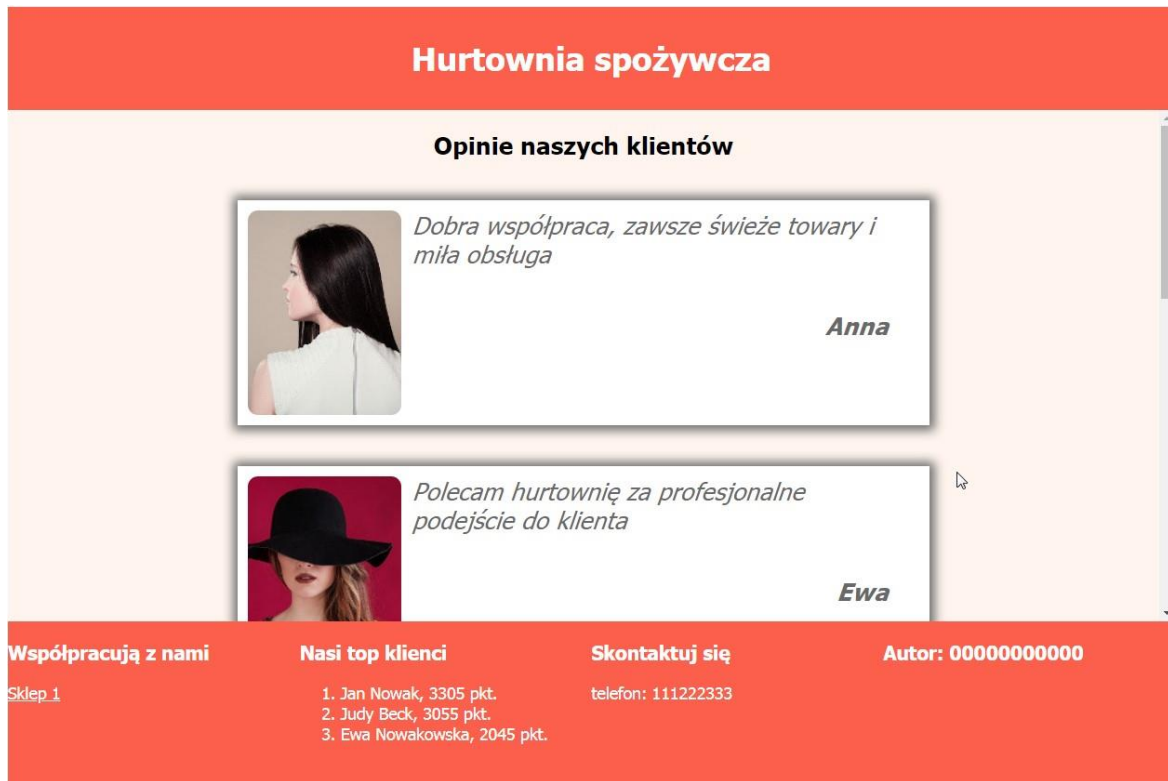 Hurtownia spożywcza
Opinie naszych klientów
Dobra współpraca, zawsze świeże towary i
miła obsługa
Anna
Polecam hurtownię za profesjonalne
podejście do klienta
Ewa
Współpracują z nami
Sklep 1
Nasi top klienci
1. Jan Nowak, 3305 pkt.
2. Judy Beck, 3055 pkt.
3. Ewa Nowakowska, 2045 pkt.
Skontaktuj się
telefon: 111222333
Autor: 00000000000